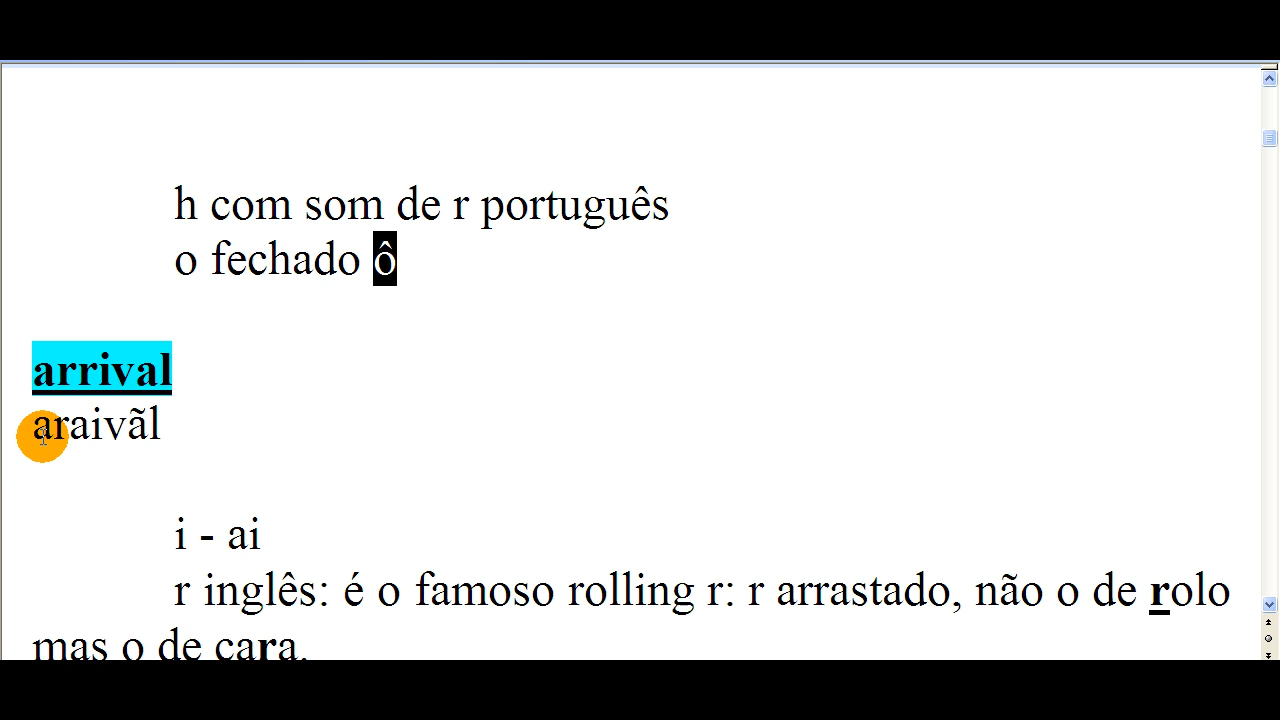 h com som de r português
o fechado ô
arrival
araivãl
i - ai
r inglês: é o famoso rolling r: r arrastado, não o de rolo
mas o de cara.